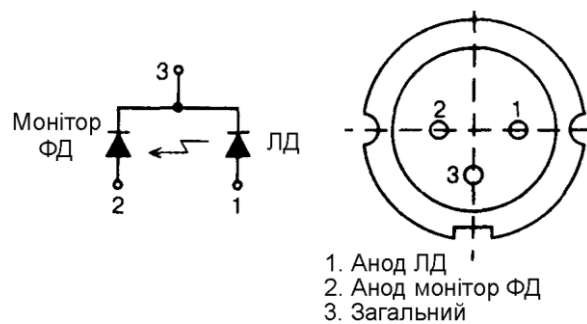 3
Монітор
ФД
ЛД
2
1
2
1
3
1. Анод ЛД
2. Анод монітор ФД
3. Загальний